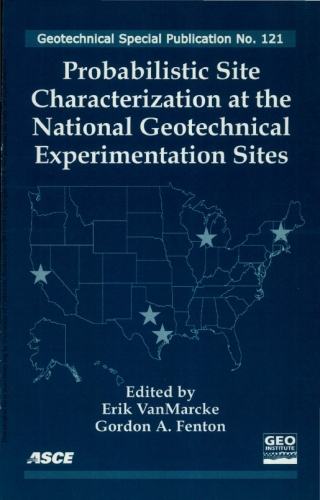 Geotechnical Special Publication No. 121
Probabilistic Site
Characterization at the
National Geotechnical
Experimentation Sites
Edited by
Erik VanMarcke
Gordon A. Fenton
ASCE
GEO
INSTITUTE